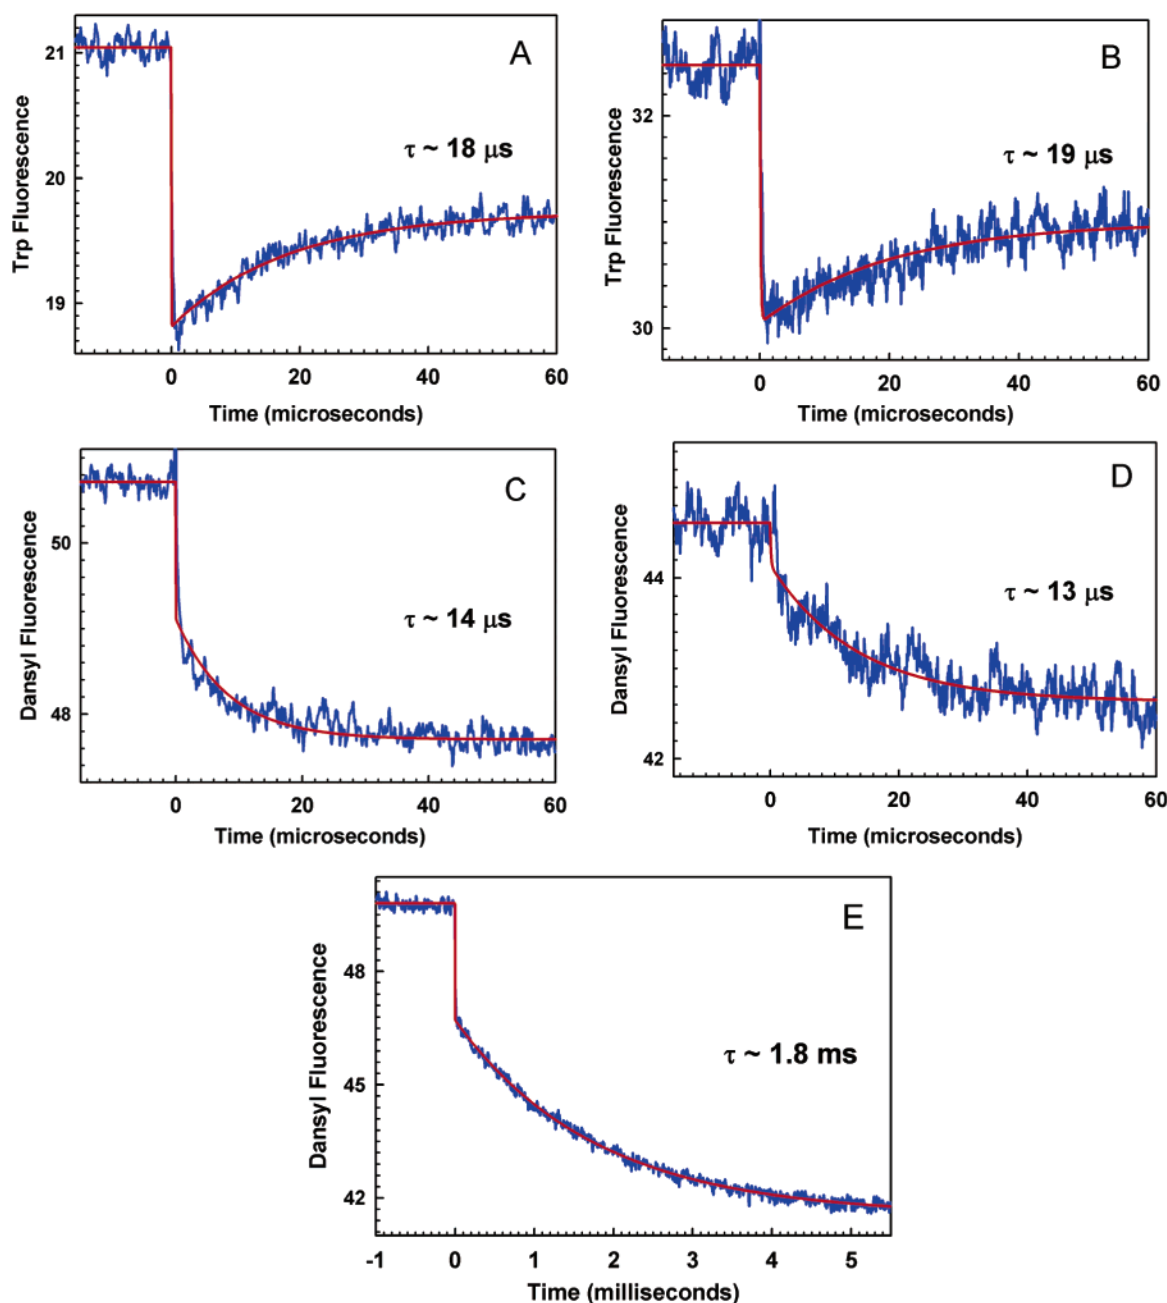 A
Trp Fluorescence
21
20
19
τ ~ 18 μs
0 20 40 60
Time (microseconds)
B
Trp Fluorescence
32
30
τ ~ 19 μs
0 20 40 60
Time (microseconds)
C
Dansyl Fluorescence
50
48
τ ~ 14 μs
0 20 40 60
Time (microseconds)
D
Dansyl Fluorescence
44
42
τ ~ 13 μs
0 20 40 60
Time (microseconds)
E
Dansyl Fluorescence
48
45
42
τ ~ 1.8 ms
-1 0 1 2 3 4 5
Time (milliseconds)